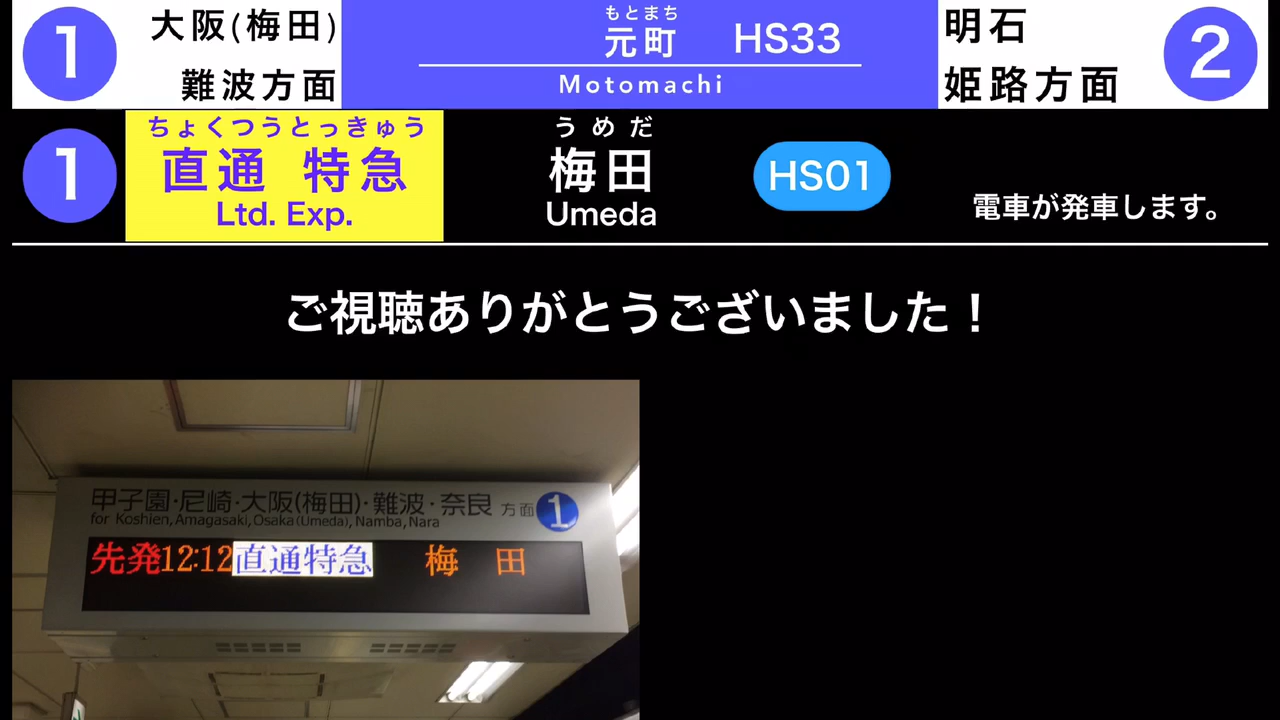 1
大阪(梅田)
難波方面
もとまち
元町
HS33
Motomachi
明石
姫路方面
2
1
ちょくつうとっきゅう
直通 特急
Ltd. Exp.
うめだ
梅田
Umeda
HS01
電車が発車します。
ご視聴ありがとうございました！
甲子園·尼崎·大阪(梅田)·難波·奈良 方面 1
for Koshien, Amagasaki, Osaka (Umeda), Namba, Nara
先発12:12直通特急 梅田